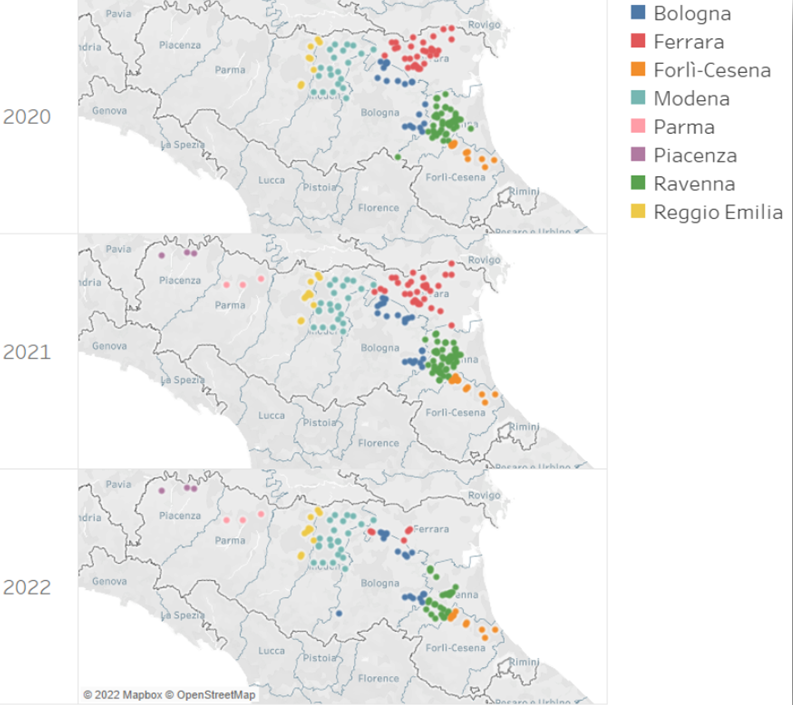 Bologna
Ferrara
Forlì-Cesena
Modena
Parma
Piacenza
Ravenna
Reggio Emilia
2020
Pavia
Rovigo
ndria
Piacenza
Parma
Genova
Bologna
La Spezia
Lucca
Pistoia
Forlì-Cesena
Rimini
Florence
Pesaro e Urbino
2021
Pavia
Rovigo
ndria
Piacenza
Parma
Genova
Bologna
La Spezia
Lucca
Pistoia
Forlì-Cesena
Rimini
Florence
Pesaro e Urbino
2022
Pavia
Rovigo
ndria
Piacenza
Parma
Ferrara
Genova
Bologna
La Spezia
Lucca
Pistoia
Forlì-Cesena
Rimini
Florence
Pesaro e Urbino
© 2022 Mapbox © OpenStreetMap